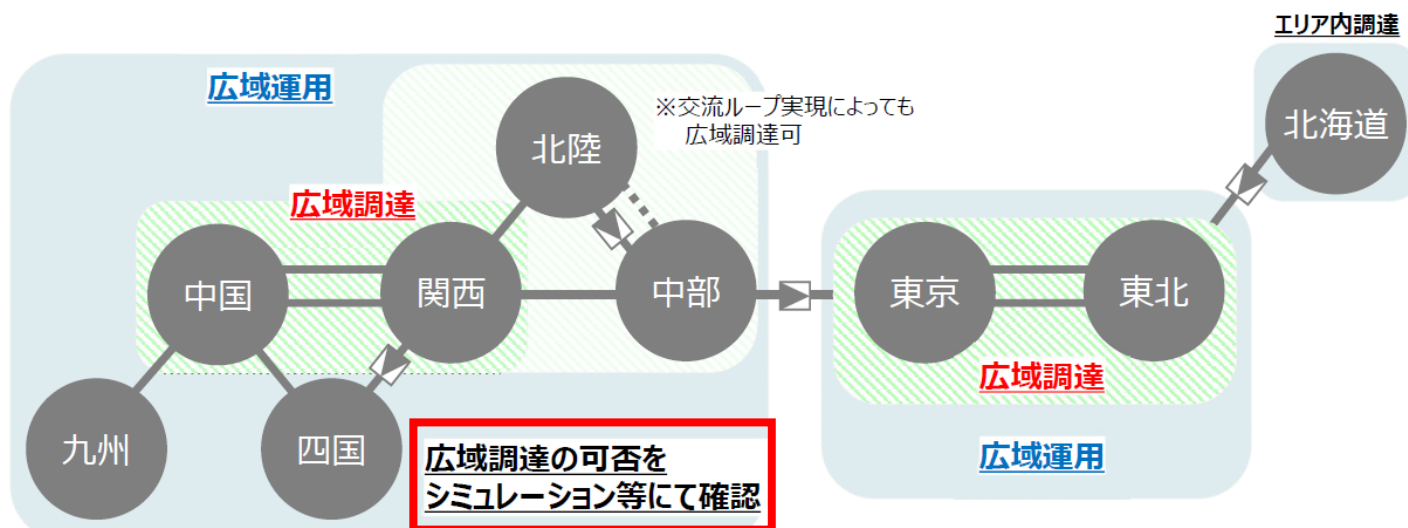 エリア内調達
広域運用
北海道
※交流ループ実現によっても
広域調達可
北陸
広域調達
中国
関西
中部
東京
東北
広域調達
九州
四国
広域調達の可否を
シミュレーション等にて確認
広域運用